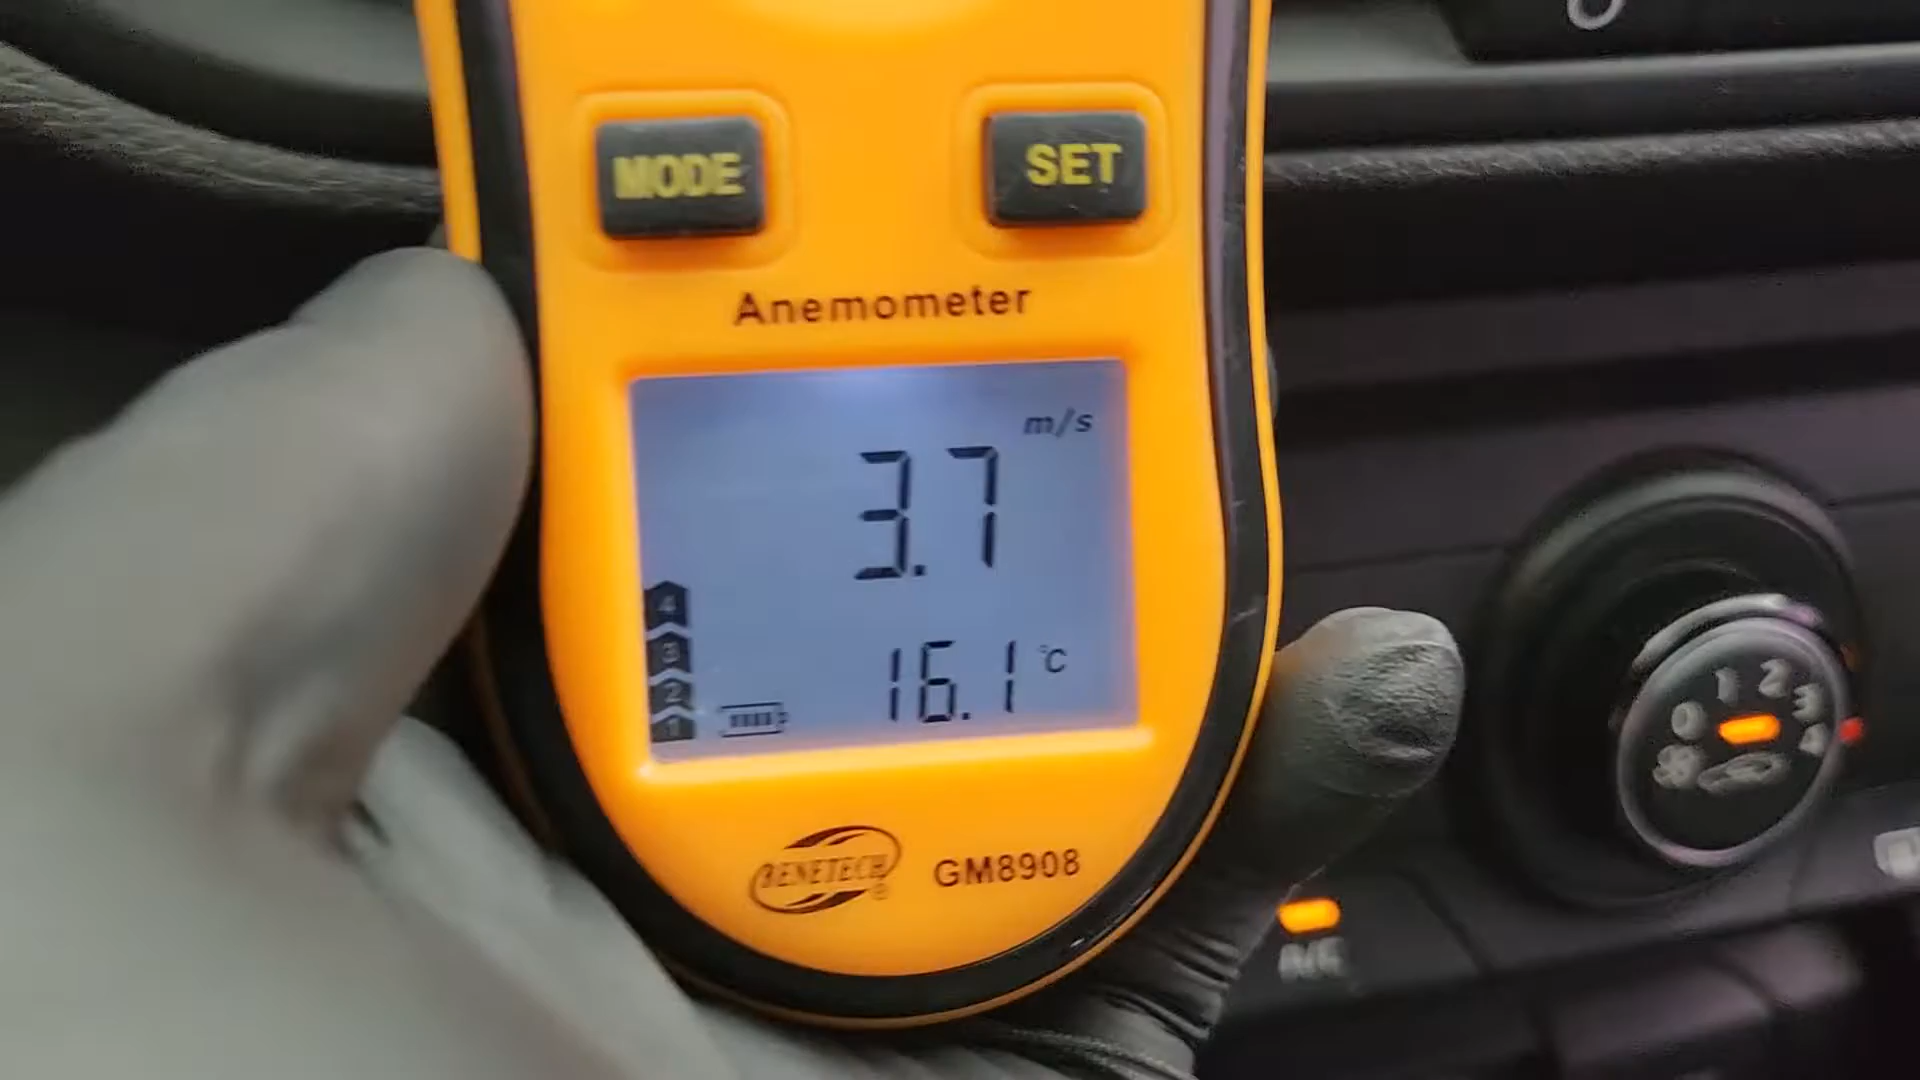 MODE
SET
Anemometer
m/s
3.7
4
3
2
1
16.1 °C
BENETECH®
GM8908
0 1 2 3 4
A/C